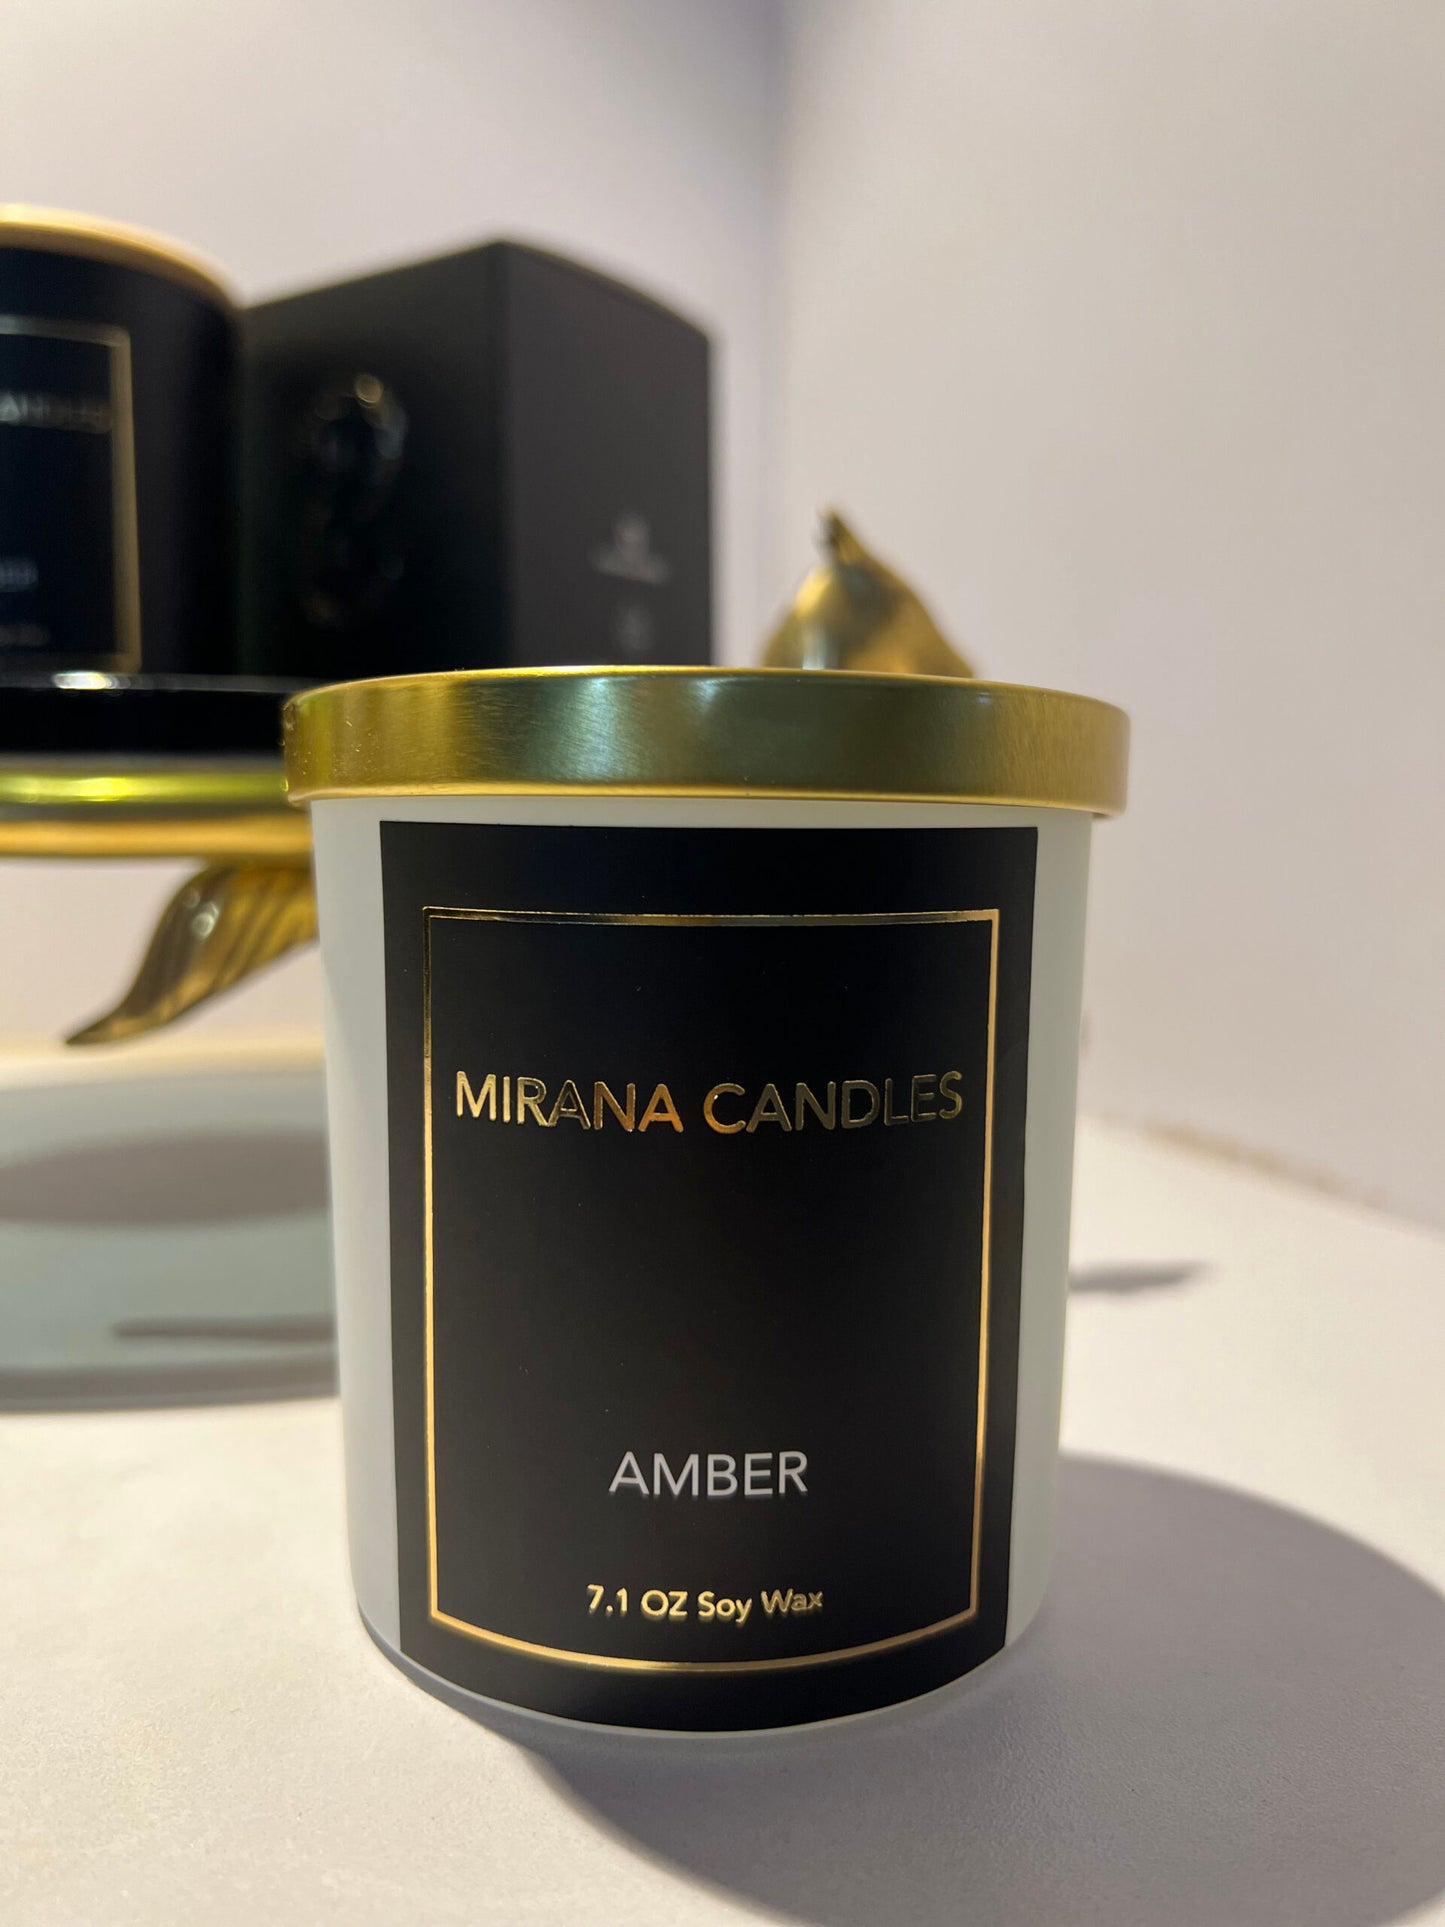 MIRANA CANDLES
AMBER
7.1 OZ Soy Wax